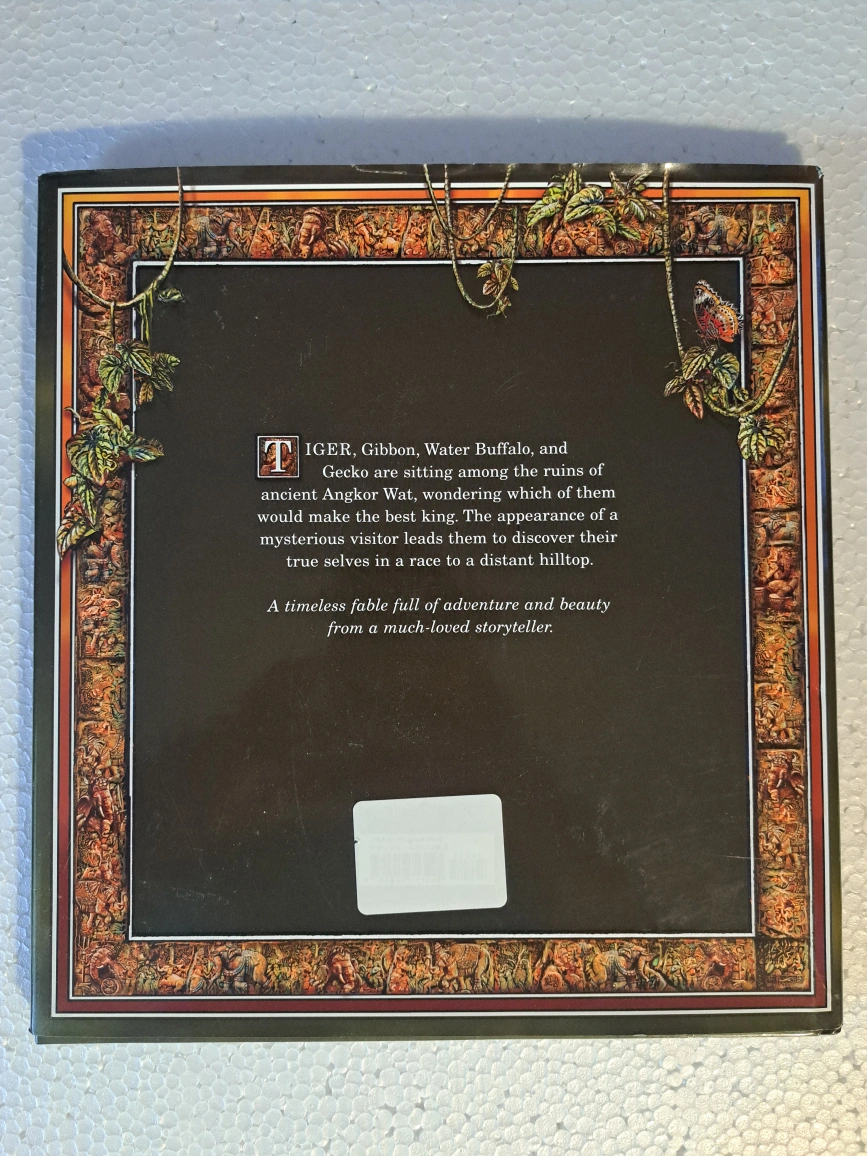 TIGER, Gibbon, Water Buffalo, and
Gecko are sitting among the ruins of
ancient Angkor Wat, wondering which of them
would make the best king. The appearance of a
mysterious visitor leads them to discover their
true selves in a race to a distant hilltop.
A timeless fable full of adventure and beauty
from a much-loved storyteller.